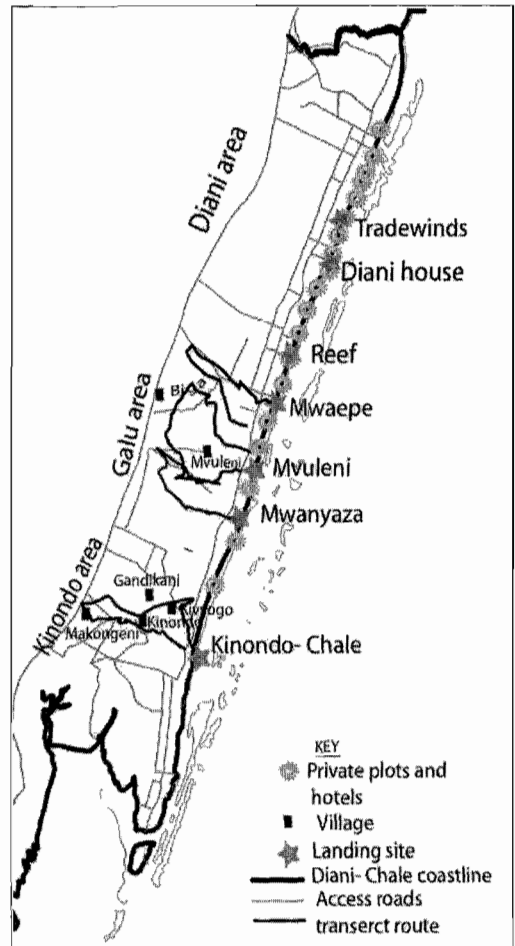 Diani area
Tradewinds
Diani house
Reef
Galu area
Mwaepe
Mvuleni
Mvuleni
Mwanyaza
Kinondo area
Gandikani
Kinondo
Makongeni
Kinondo- Chale
KEY
Private plots and
hotels
Village
Landing site
Diani- Chale coastline
Access roads
transerct route